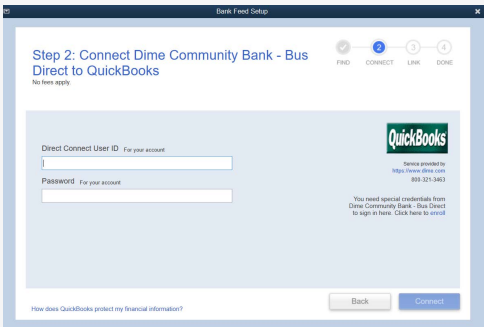 Bank Feed Setup
Step 2: Connect Dime Community Bank - Bus
Direct to QuickBooks
No fees apply.
2
3
4
FIND
CONNECT
LINK
DONE
QuickBooks
Direct Connect User ID For your account
Service provided by
https://www.dime.com
800-321-3463
Password For your account
You need special credentials from
Dime Community Bank - Bus Direct
to sign in here. Click here to enroll
Back
Connect
How does QuickBooks protect my financial information?